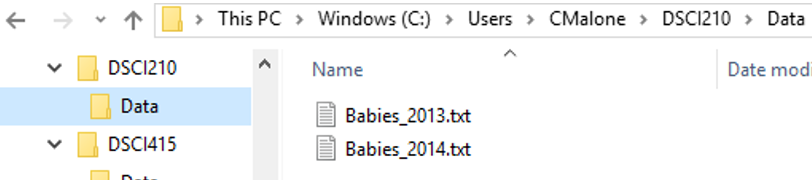 This PC > Windows (C:) > Users > CMalone > DSCI210 > Data
DSCI210
Data
DSCI415
Name
Date modi
Babies_2013.txt
Babies_2014.txt